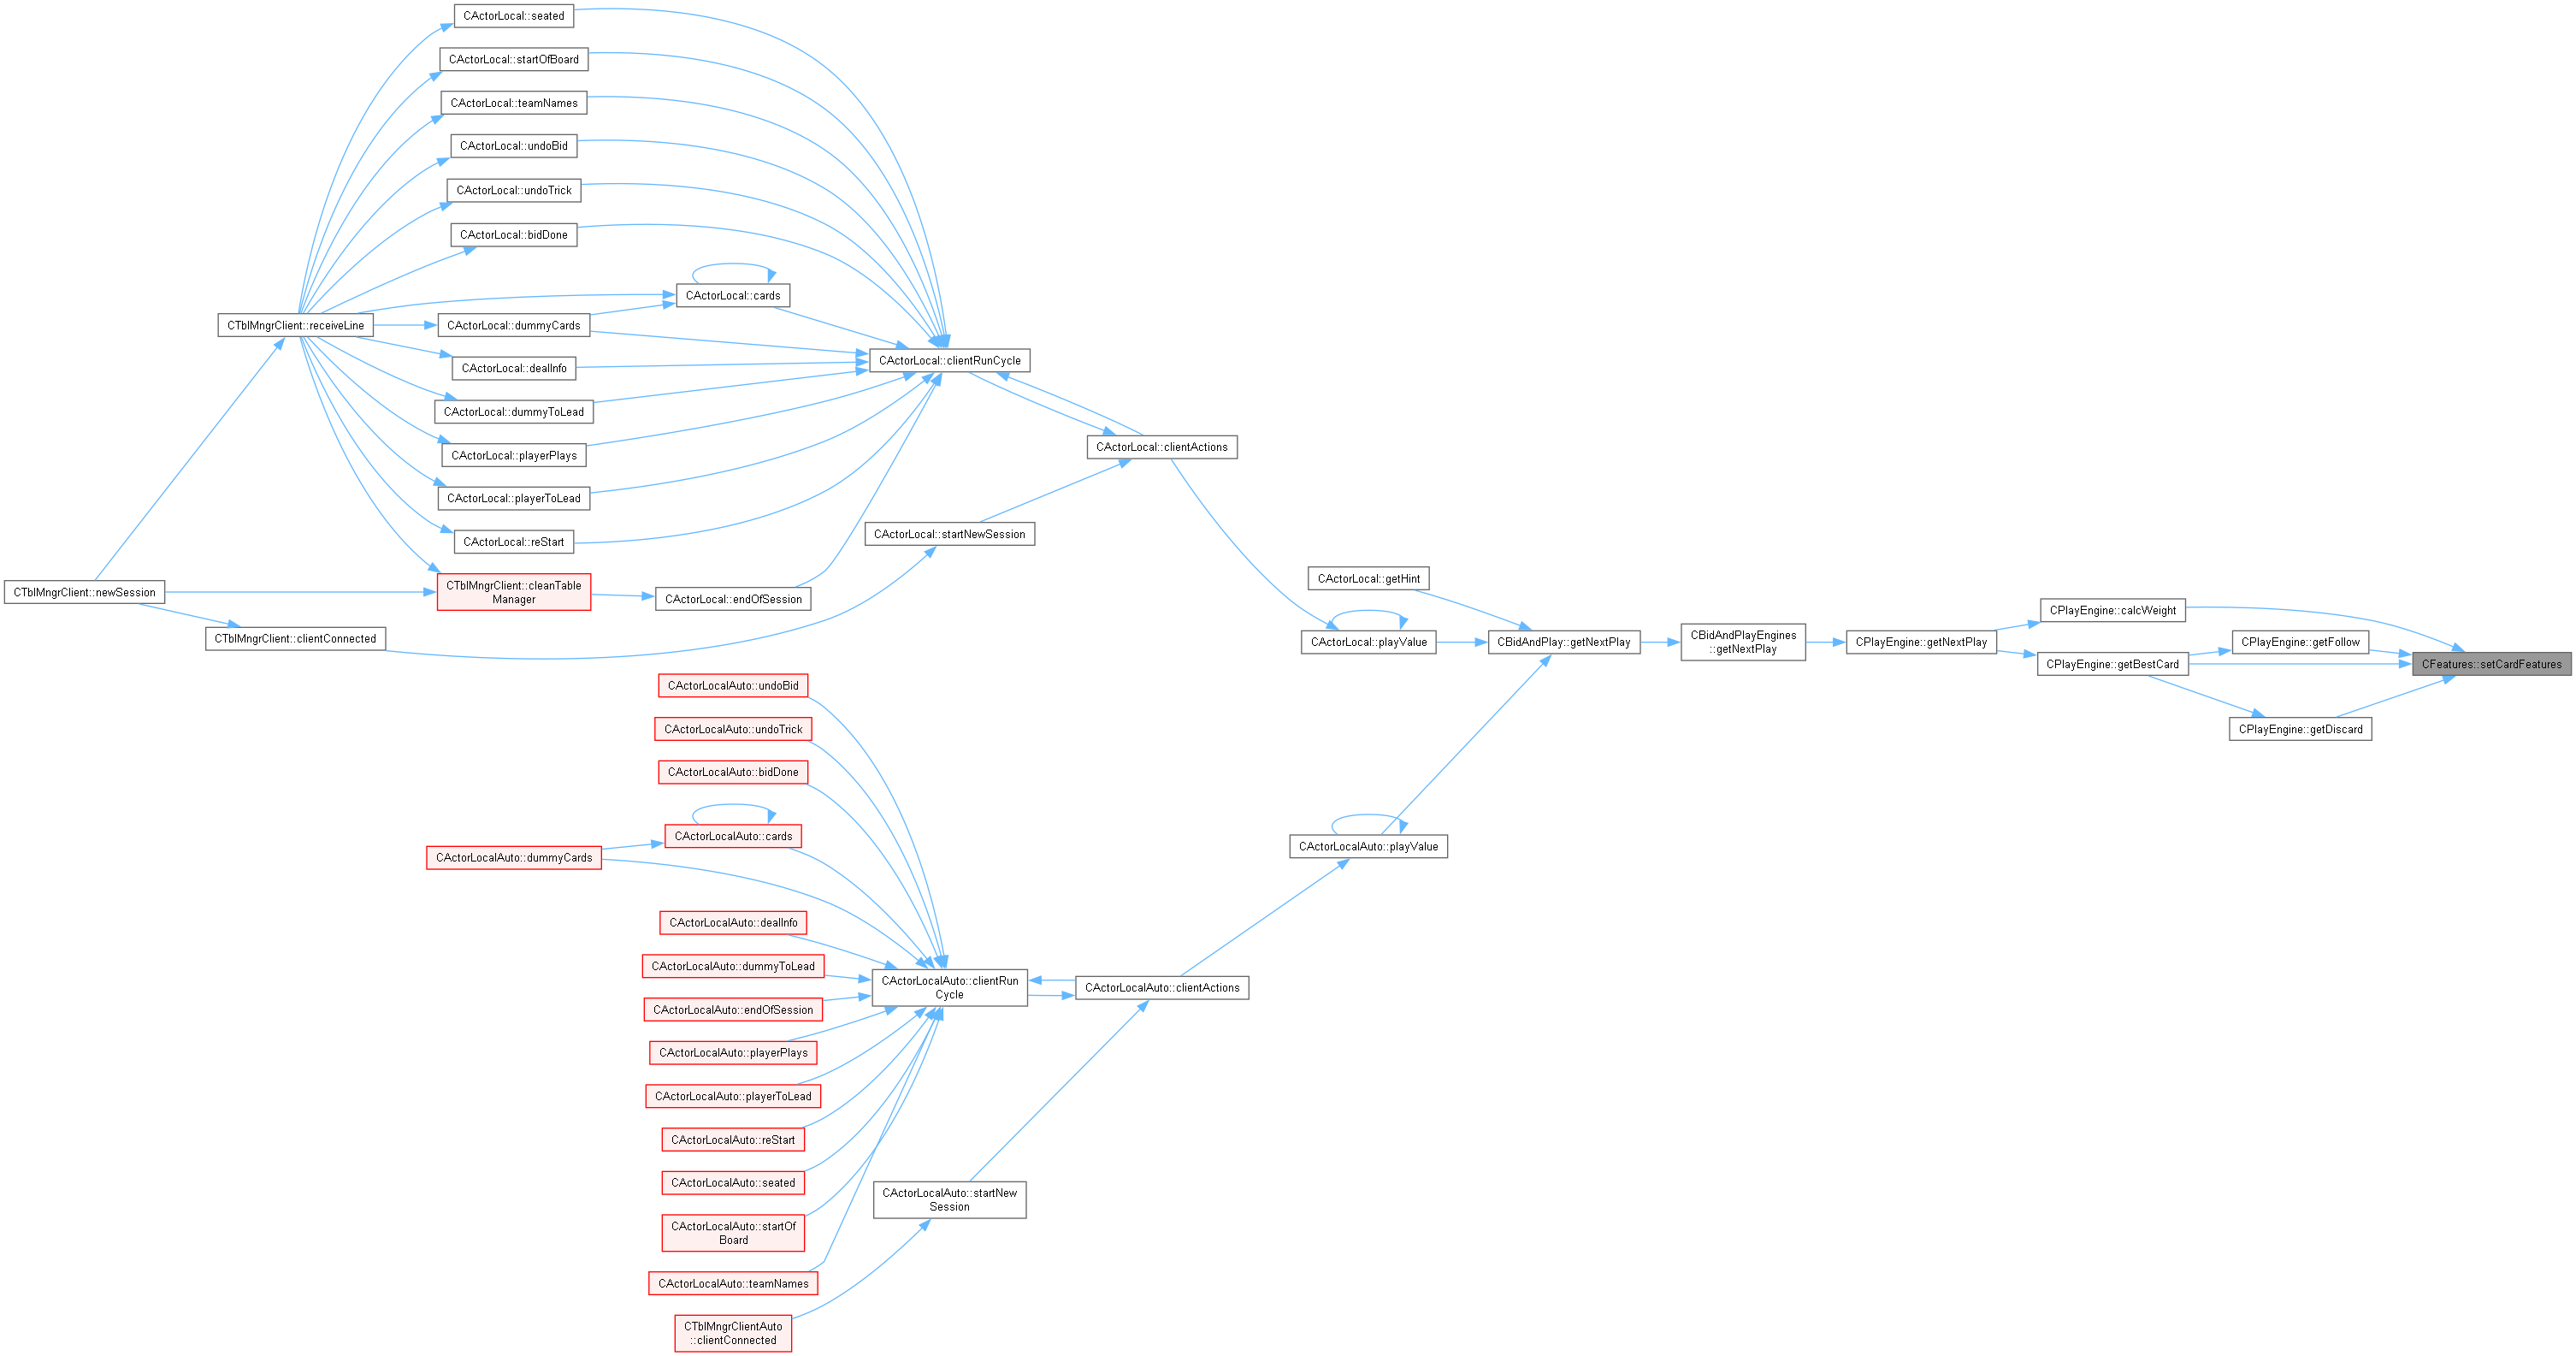 CActorLocal::seated
CActorLocal::startOfBoard
CActorLocal::teamNames
CActorLocal::undoBid
CActorLocal::undoTrick
CActorLocal::bidDone
CActorLocal::cards
CTblMngrClient::receiveLine
CActorLocal::dummyCards
CActorLocal::clientRunCycle
CActorLocal::dealInfo
CActorLocal::dummyToLead
CActorLocal::clientActions
CActorLocal::playerPlays
CActorLocal::playerToLead
CActorLocal::startNewSession
CActorLocal::reStart
CActorLocal::getHint
CTblMngrClient::newSession
CTblMngrClient::cleanTable
Manager
CActorLocal::endOfSession
CPlayEngine::calcWeight
CTblMngrClient::clientConnected
CActorLocal::playValue
CBidAndPlay::getNextPlay
CBidAndPlayEngines
::getNextPlay
CPlayEngine::getNextPlay
CPlayEngine::getFollow
CPlayEngine::getBestCard
CFeatures::setCardFeatures
CActorLocalAuto::undoBid
CActorLocalAuto::undoTrick
CPlayEngine::getDiscard
CActorLocalAuto::bidDone
CActorLocalAuto::cards
CActorLocalAuto::playValue
CActorLocalAuto::dummyCards
CActorLocalAuto::dealInfo
CActorLocalAuto::dummyToLead
CActorLocalAuto::clientRun
Cycle
CActorLocalAuto::clientActions
CActorLocalAuto::endOfSession
CActorLocalAuto::playerPlays
CActorLocalAuto::playerToLead
CActorLocalAuto::reStart
CActorLocalAuto::seated
CActorLocalAuto::startNew
Session
CActorLocalAuto::startOf
Board
CActorLocalAuto::teamNames
CTblMngrClientAuto
::clientConnected